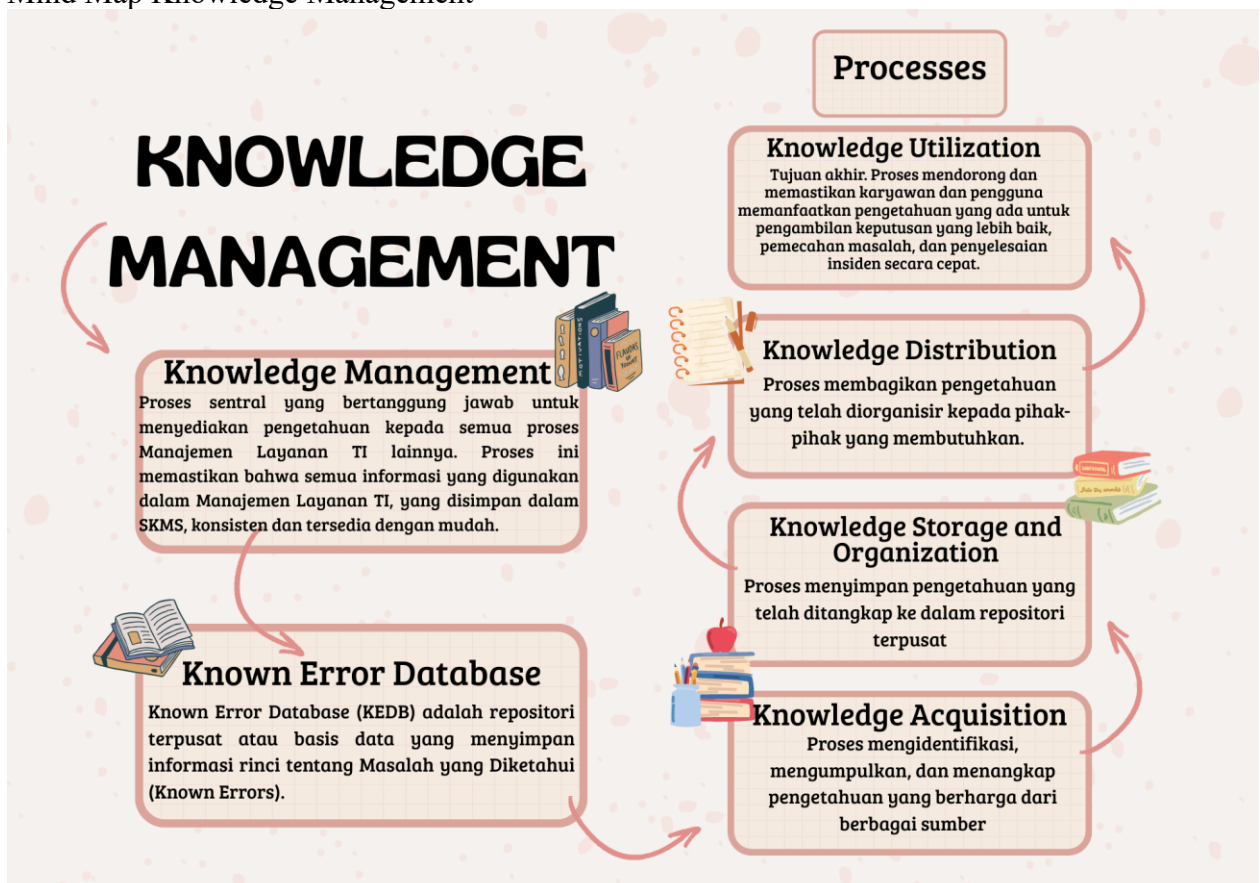 Mind Map Knowledge Management
KNOWLEDGE
MANAGEMENT
Knowledge Management
Proses sentral yang bertanggung jawab untuk
menyediakan pengetahuan kepada semua proses
Manajemen Layanan TI lainnya. Proses ini
memastikan bahwa semua informasi yang digunakan
dalam Manajemen Layanan TI, yang disimpan dalam
SKMS, konsisten dan tersedia dengan mudah.
Known Error Database
Known Error Database (KEDB) adalah repositori
terpusat atau basis data yang menyimpan
informasi rinci tentang Masalah yang Diketahui
(Known Errors).
Processes
Knowledge Utilization
Tujuan akhir. Proses mendorong dan
memastikan karyawan dan pengguna
memanfaatkan pengetahuan yang ada untuk
pengambilan keputusan yang lebih baik,
pemecahan masalah, dan penyelesaian
insiden secara cepat.
Knowledge Distribution
Proses membagikan pengetahuan
yang telah diorganisir kepada pihak-
pihak yang membutuhkan.
Knowledge Storage and
Organization
Proses menyimpan pengetahuan yang
telah ditangkap ke dalam repositori
terpusat
Knowledge Acquisition
Proses mengidentifikasi,
mengumpulkan, dan menangkap
pengetahuan yang berharga dari
berbagai sumber